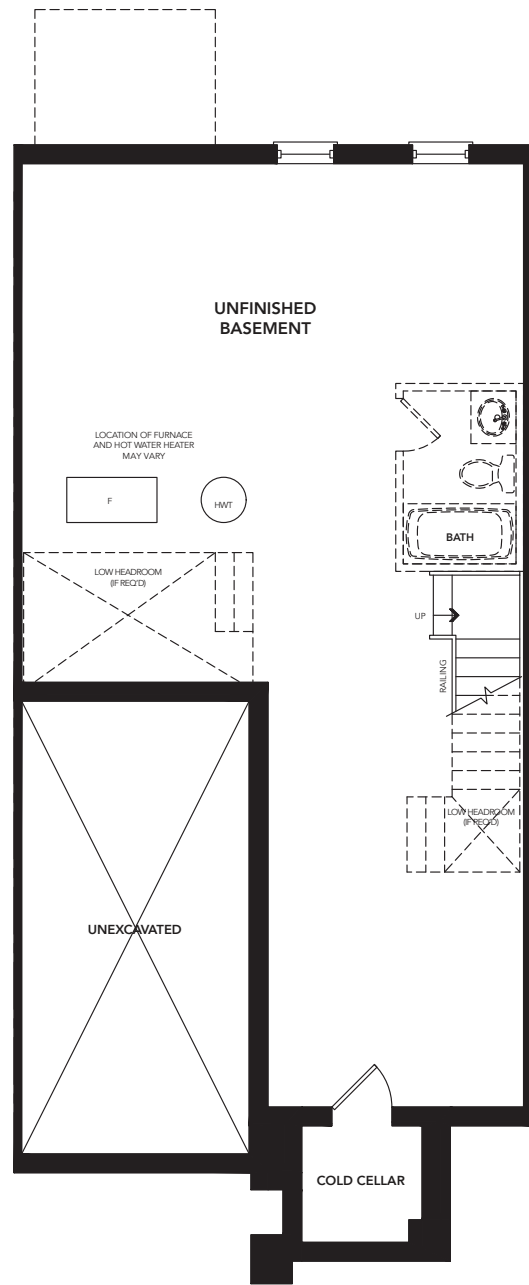 UNFINISHED
BASEMENT
LOCATION OF FURNACE
AND HOT WATER HEATER
MAY VARY
F
HWT
BATH
LOW HEADROOM
(IF REQ'D)
UP
RAILING
LOW HEADROOM
(IF REQ'D)
UNEXCAVATED
COLD CELLAR